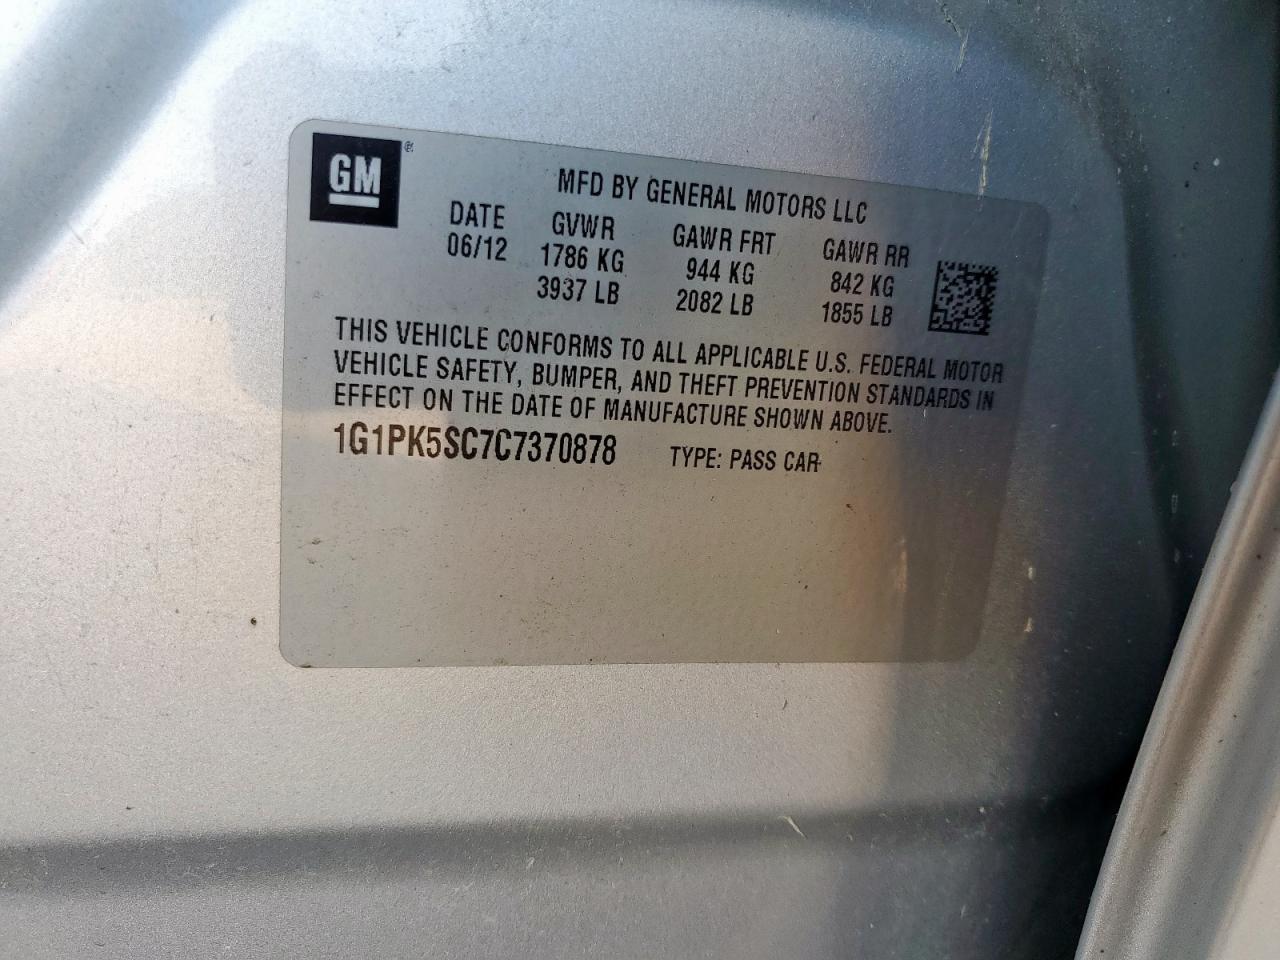 GM
MFD BY GENERAL MOTORS LLC
DATE GVWR GAWR FRT GAWR RR
06/12 1786 KG 944 KG 842 KG
3937 LB 2082 LB 1855 LB
THIS VEHICLE CONFORMS TO ALL APPLICABLE U.S. FEDERAL MOTOR
VEHICLE SAFETY, BUMPER, AND THEFT PREVENTION STANDARDS IN
EFFECT ON THE DATE OF MANUFACTURE SHOWN ABOVE.
1G1PK5SC7C7370878 TYPE: PASS CAR